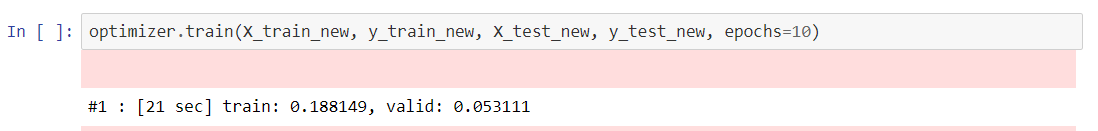 In [ ]: optimizer.train(X_train_new, y_train_new, X_test_new, y_test_new, epochs=10)
#1 : [21 sec] train: 0.188149, valid: 0.053111